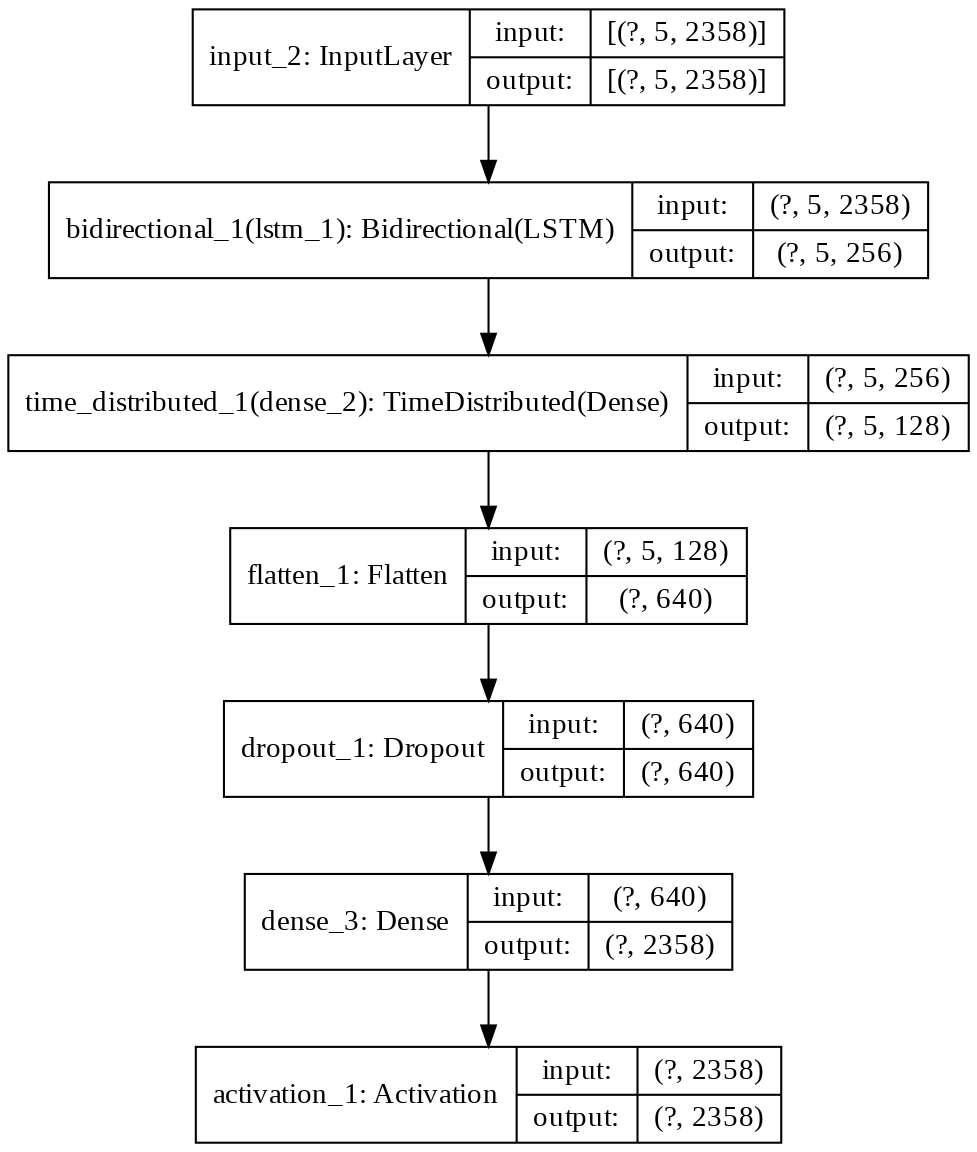 input_2: InputLayer
input:
[(?, 5, 2358)]
output:
[(?, 5, 2358)]
bidirectional_1(lstm_1): Bidirectional(LSTM)
input:
(?, 5, 2358)
output:
(?, 5, 256)
time_distributed_1(dense_2): TimeDistributed(Dense)
input:
(?, 5, 256)
output:
(?, 5, 128)
flatten_1: Flatten
input:
(?, 5, 128)
output:
(?, 640)
dropout_1: Dropout
input:
(?, 640)
output:
(?, 640)
dense_3: Dense
input:
(?, 640)
output:
(?, 2358)
activation_1: Activation
input:
(?, 2358)
output:
(?, 2358)